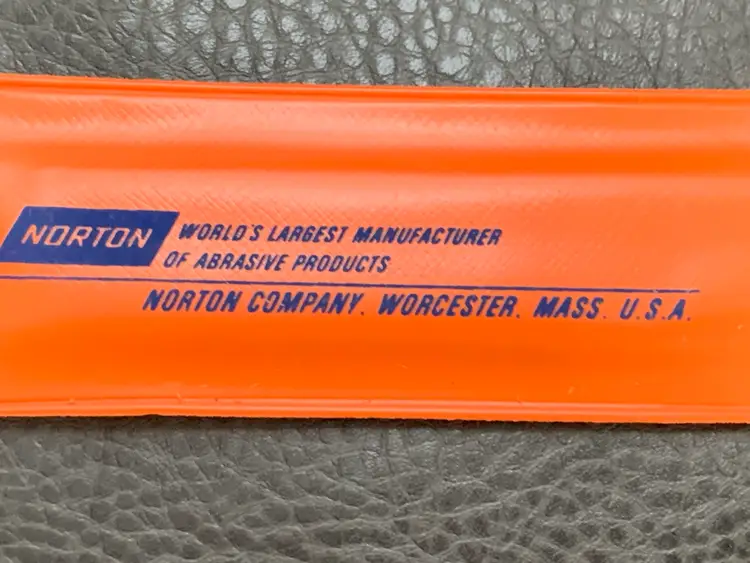 NORTON
WORLD'S LARGEST MANUFACTURER
OF ABRASIVE PRODUCTS
NORTON COMPANY. WORCESTER. MASS. U.S.A.